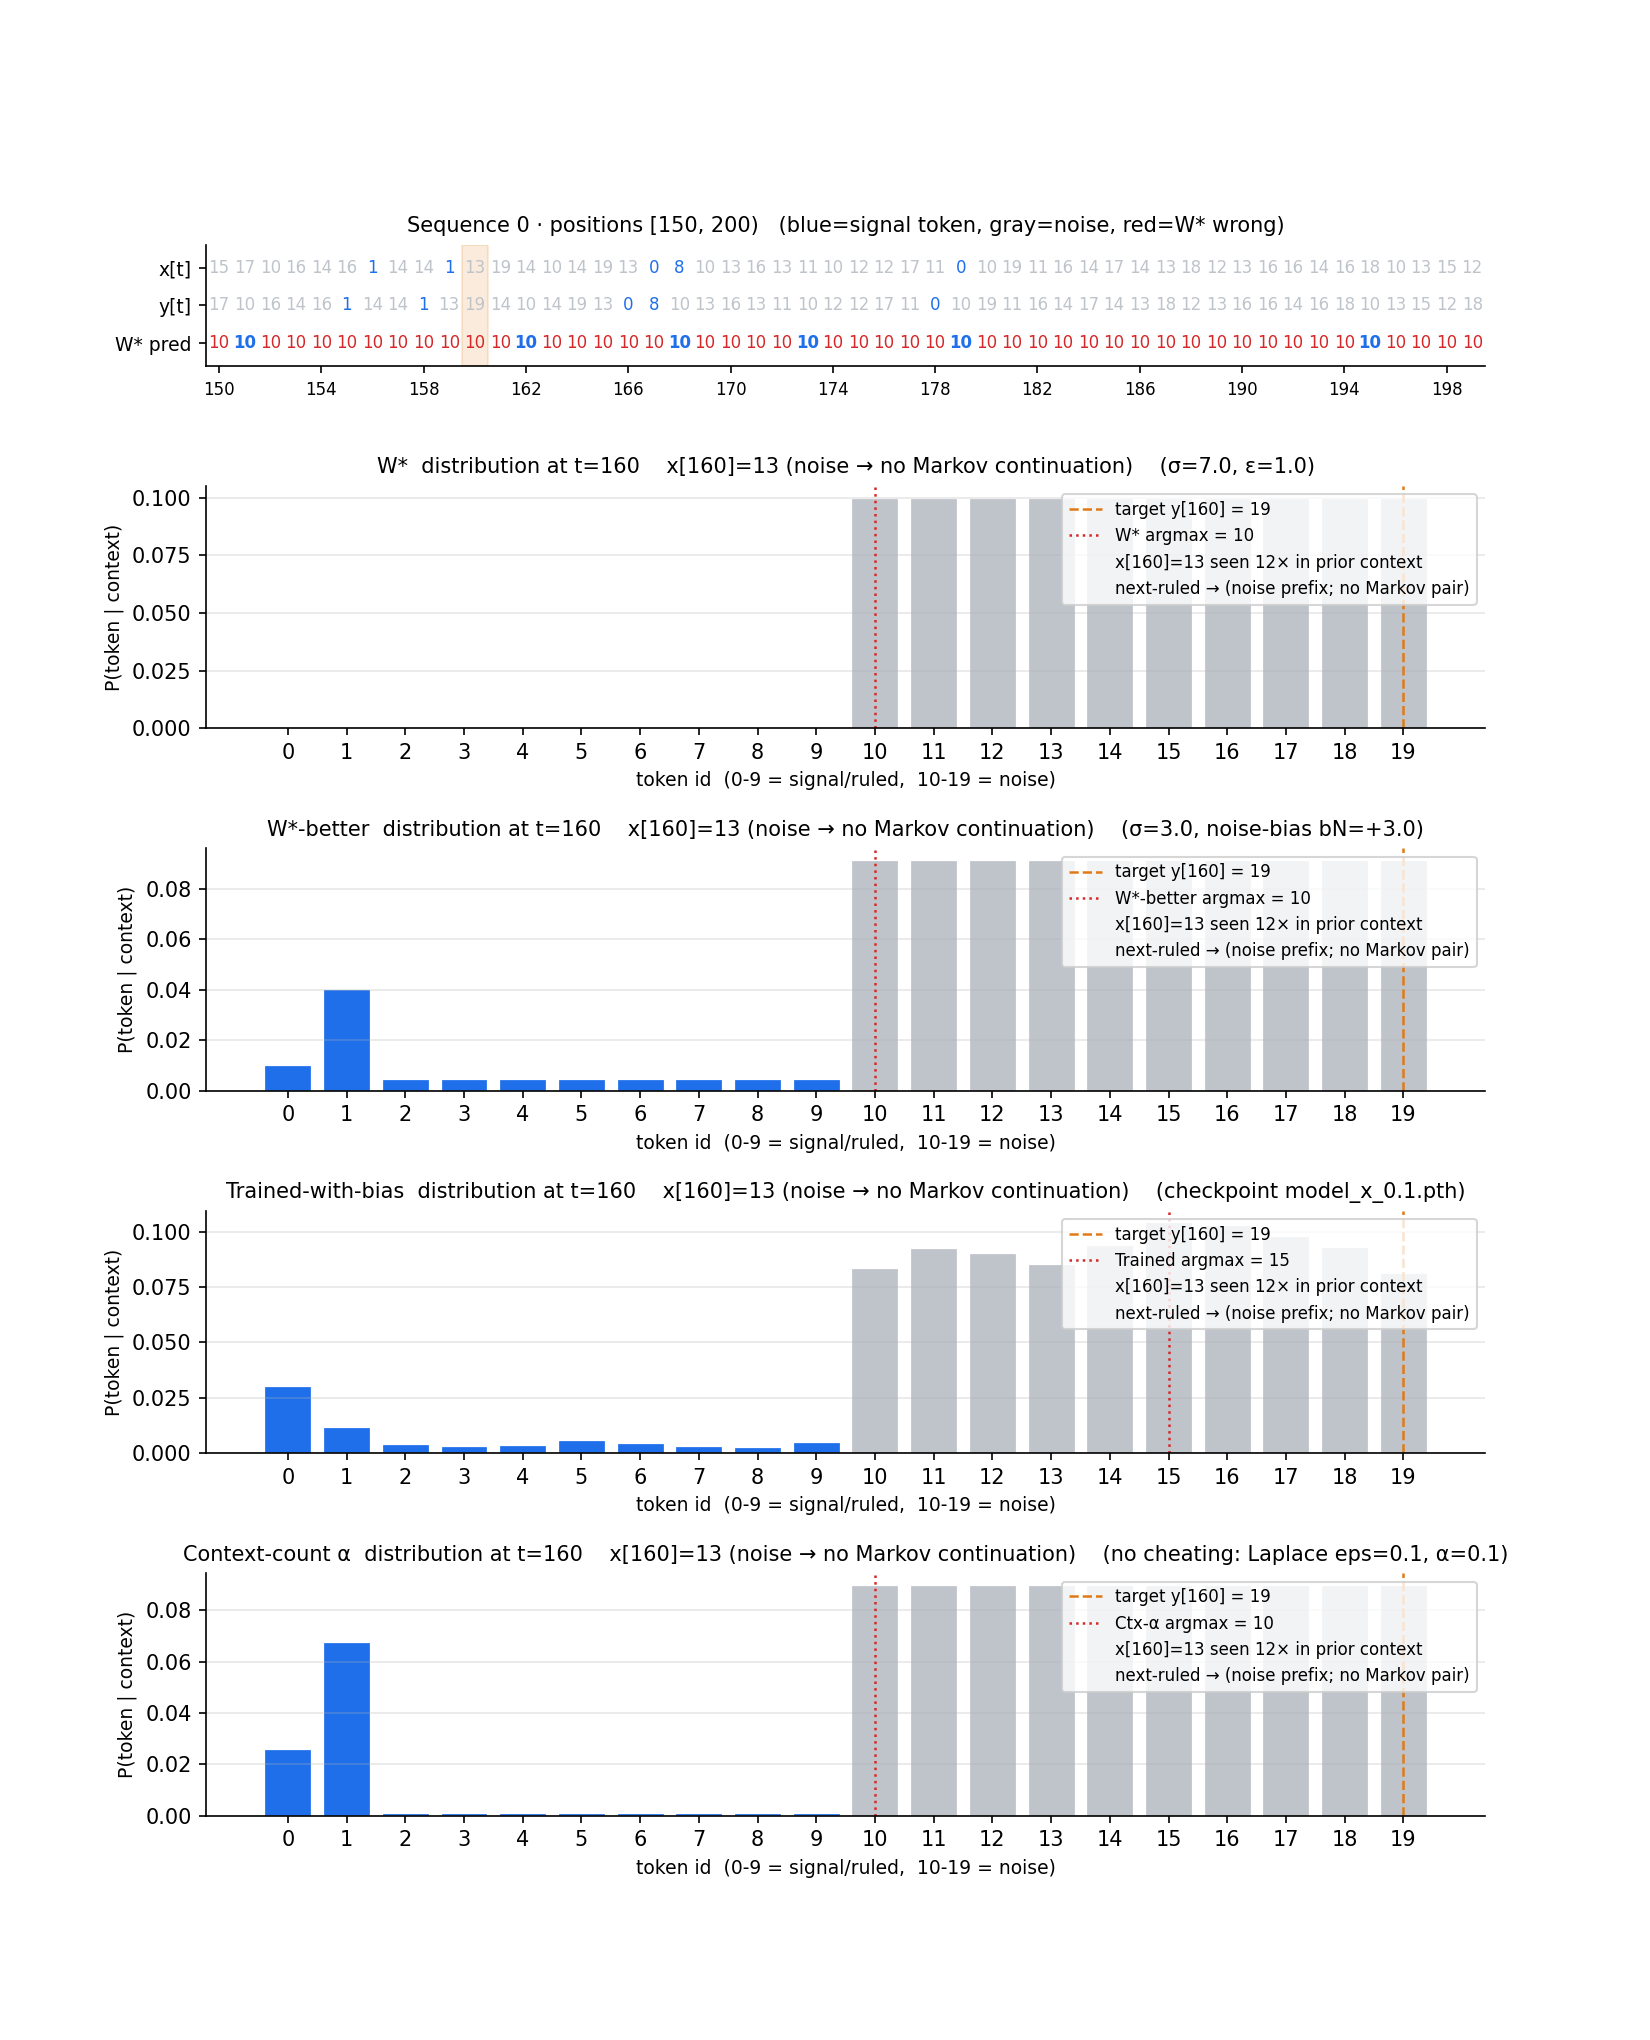 Sequence 0 · positions [150, 200)   (blue=signal token, gray=noise, red=W* wrong)
x[t] 15 17 10 16 14 16 1 14 14 1 13 19 14 10 14 19 13 0 8 10 13 16 13 11 10 12 12 17 11 0 10 19 11 16 14 17 14 13 18 12 13 16 16 14 16 18 10 13 15 12
y[t] 17 10 16 14 16 1 14 14 1 13 19 14 10 14 19 13 0 8 10 13 16 13 11 10 12 12 17 11 0 10 19 11 16 14 17 14 13 18 12 13 16 16 14 16 18 10 13 15 12 18
W* pred 10 10 10 10 10 10 10 10 10 10 10 10 10 10 10 10 10 10 10 10 10 10 10 10 10 10 10 10 10 10 10 10 10 10 10 10 10 10 10 10 10 10 10 10 10 10 10 10 10 10
150 154 158 162 166 170 174 178 182 186 190 194 198
W*  distribution at t=160    x[160]=13 (noise → no Markov continuation)    (σ=7.0, ε=1.0)
P(token | context)
0.100
0.075
0.050
0.025
0.000
target y[160] = 19
W* argmax = 10
x[160]=13 seen 12× in prior context
next-ruled → (noise prefix; no Markov pair)
0 1 2 3 4 5 6 7 8 9 10 11 12 13 14 15 16 17 18 19
token id  (0-9 = signal/ruled,  10-19 = noise)
W*-better  distribution at t=160    x[160]=13 (noise → no Markov continuation)    (σ=3.0, noise-bias bN=+3.0)
P(token | context)
0.08
0.06
0.04
0.02
0.00
target y[160] = 19
W*-better argmax = 10
x[160]=13 seen 12× in prior context
next-ruled → (noise prefix; no Markov pair)
0 1 2 3 4 5 6 7 8 9 10 11 12 13 14 15 16 17 18 19
token id  (0-9 = signal/ruled,  10-19 = noise)
Trained-with-bias  distribution at t=160    x[160]=13 (noise → no Markov continuation)    (checkpoint model_x_0.1.pth)
P(token | context)
0.100
0.075
0.050
0.025
0.000
target y[160] = 19
Trained argmax = 15
x[160]=13 seen 12× in prior context
next-ruled → (noise prefix; no Markov pair)
0 1 2 3 4 5 6 7 8 9 10 11 12 13 14 15 16 17 18 19
token id  (0-9 = signal/ruled,  10-19 = noise)
Context-count α  distribution at t=160    x[160]=13 (noise → no Markov continuation)    (no cheating: Laplace eps=0.1, α=0.1)
P(token | context)
0.08
0.06
0.04
0.02
0.00
target y[160] = 19
Ctx-α argmax = 10
x[160]=13 seen 12× in prior context
next-ruled → (noise prefix; no Markov pair)
0 1 2 3 4 5 6 7 8 9 10 11 12 13 14 15 16 17 18 19
token id  (0-9 = signal/ruled,  10-19 = noise)